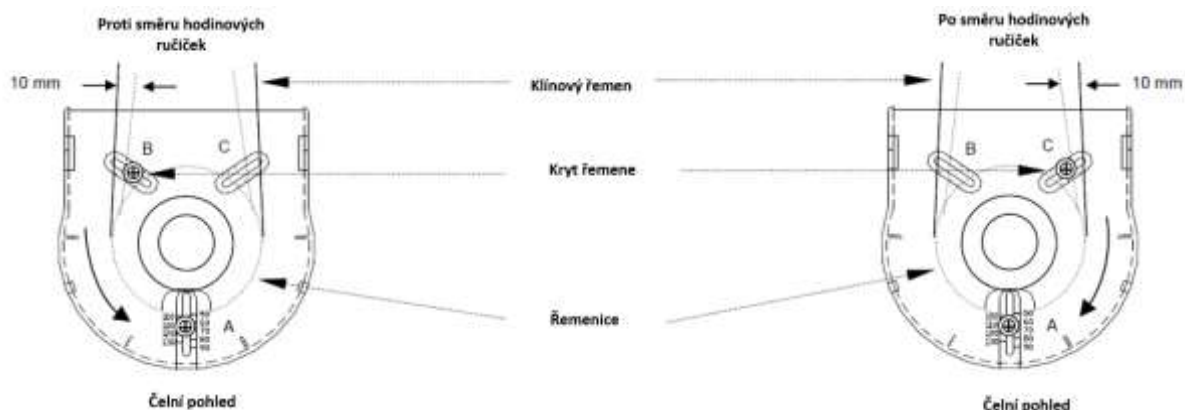 Proti směru hodinových
ručiček
Po směru hodinových
ručiček
10 mm
Klínový řemen
10 mm
B
C
Kryt řemene
B
C
A
Řemenice
A
Čelní pohled
Čelní pohled